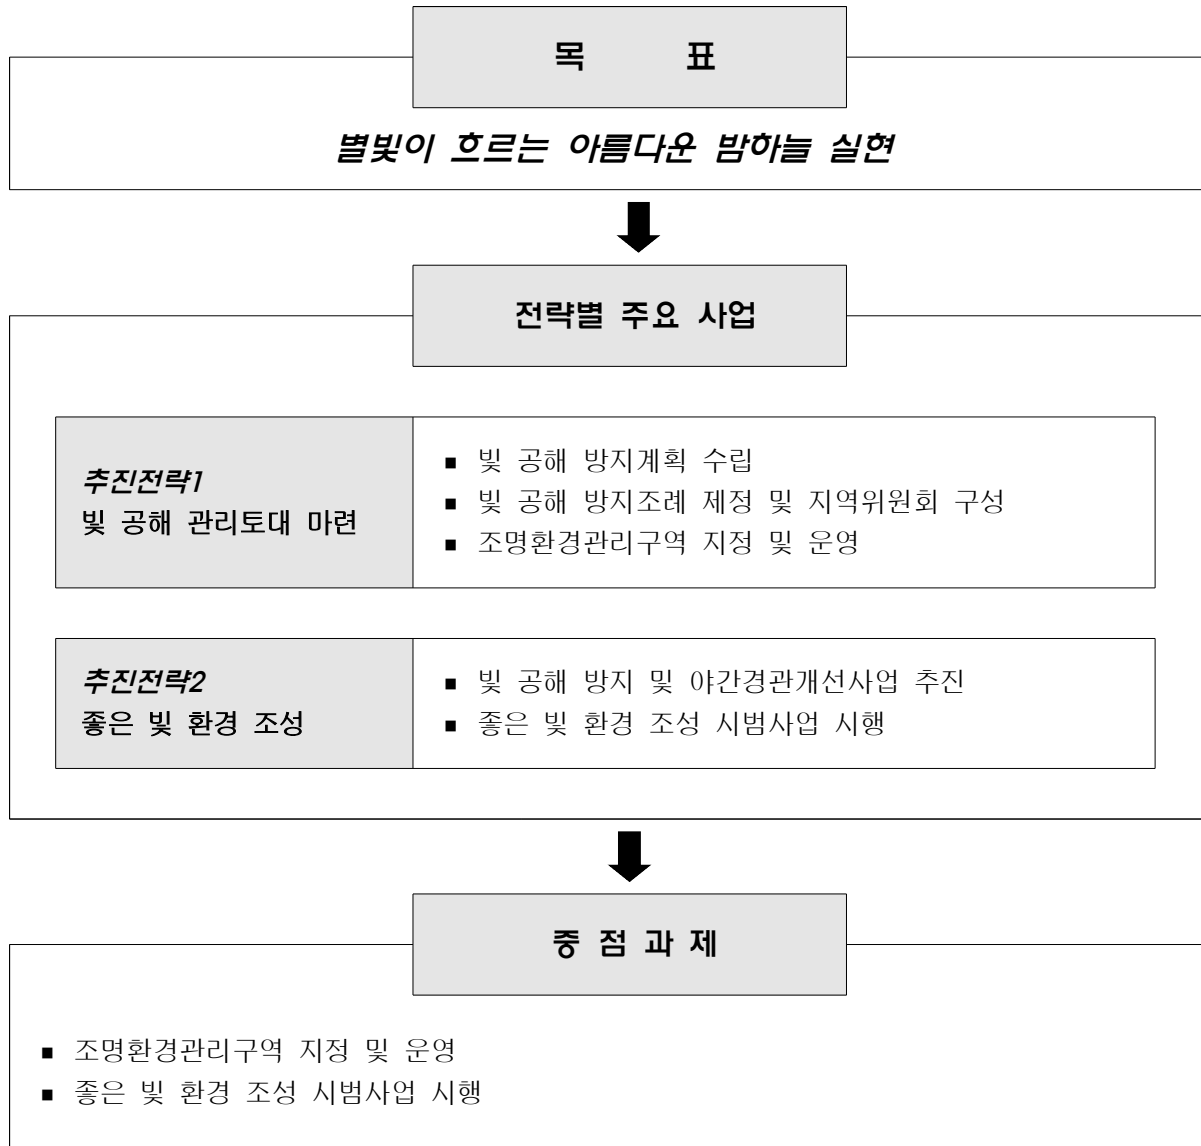 목 표
별빛이 흐르는 아름다운 밤하늘 실현
전략별 주요 사업
추진전략1
빛 공해 관리토대 마련
▪ 빛 공해 방지계획 수립
▪ 빛 공해 방지조례 제정 및 지역위원회 구성
▪ 조명환경관리구역 지정 및 운영
추진전략2
좋은 빛 환경 조성
▪ 빛 공해 방지 및 야간경관개선사업 추진
▪ 좋은 빛 환경 조성 시범사업 시행
중 점 과 제
▪ 조명환경관리구역 지정 및 운영
▪ 좋은 빛 환경 조성 시범사업 시행